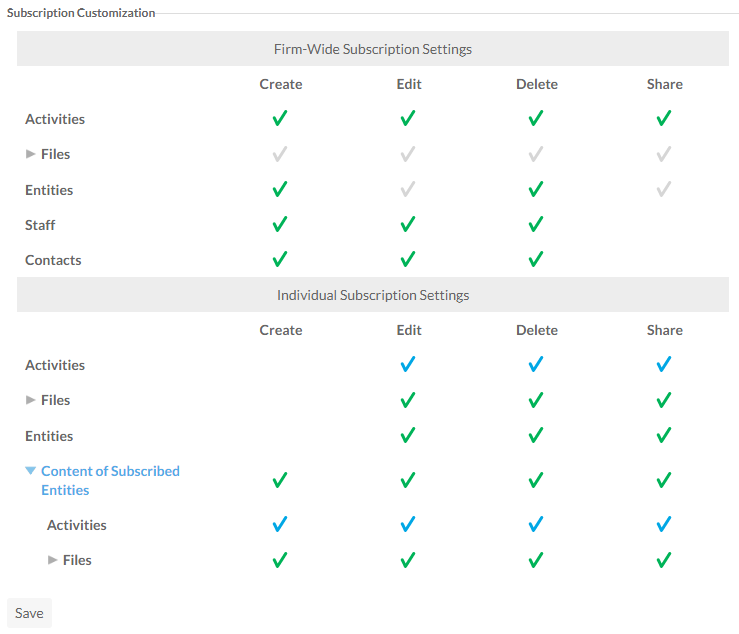 Subscription Customization
Firm-Wide Subscription Settings
Create Edit Delete Share
Activities
Files
Entities
Staff
Contacts
Individual Subscription Settings
Create Edit Delete Share
Activities
Files
Entities
Content of Subscribed
Entities
Activities
Files
Save